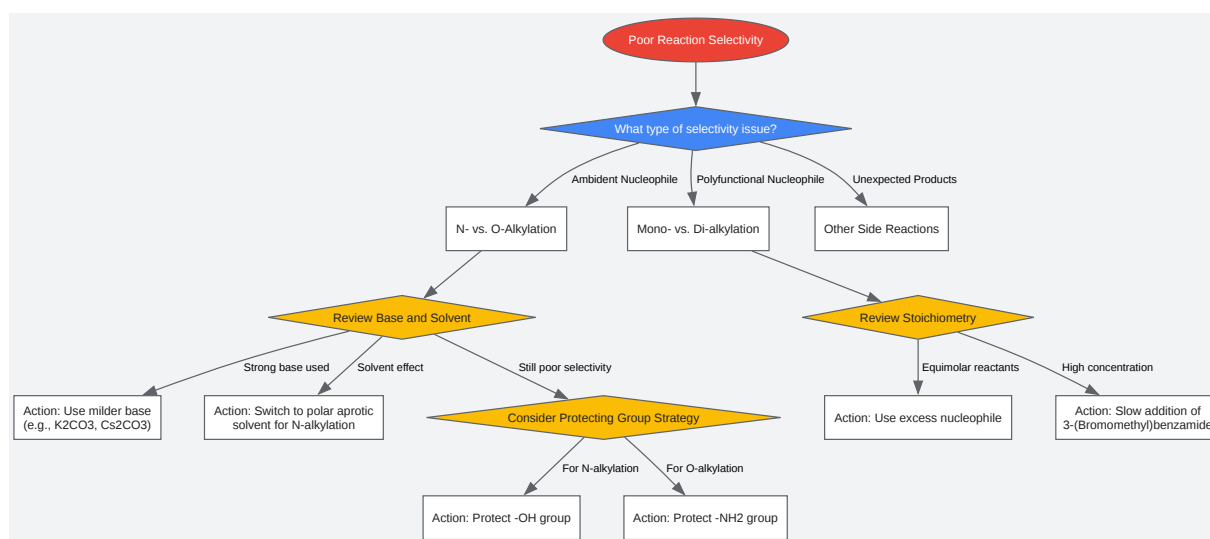 Poor Reaction Selectivity
What type of selectivity issue?
Ambident Nucleophile
Polyfunctional Nucleophile
Unexpected Products
N- vs. O-Alkylation
Mono- vs. Di-alkylation
Other Side Reactions
Review Base and Solvent
Review Stoichiometry
Strong base used
Solvent effect
Still poor selectivity
Equimolar reactants
High concentration
Action: Use milder base
(e.g., K2CO3, Cs2CO3)
Action: Switch to polar aprotic
solvent for N-alkylation
Consider Protecting Group Strategy
Action: Use excess nucleophile
Action: Slow addition of
3-(Bromomethyl)benzamide
For N-alkylation
For O-alkylation
Action: Protect -OH group
Action: Protect -NH2 group